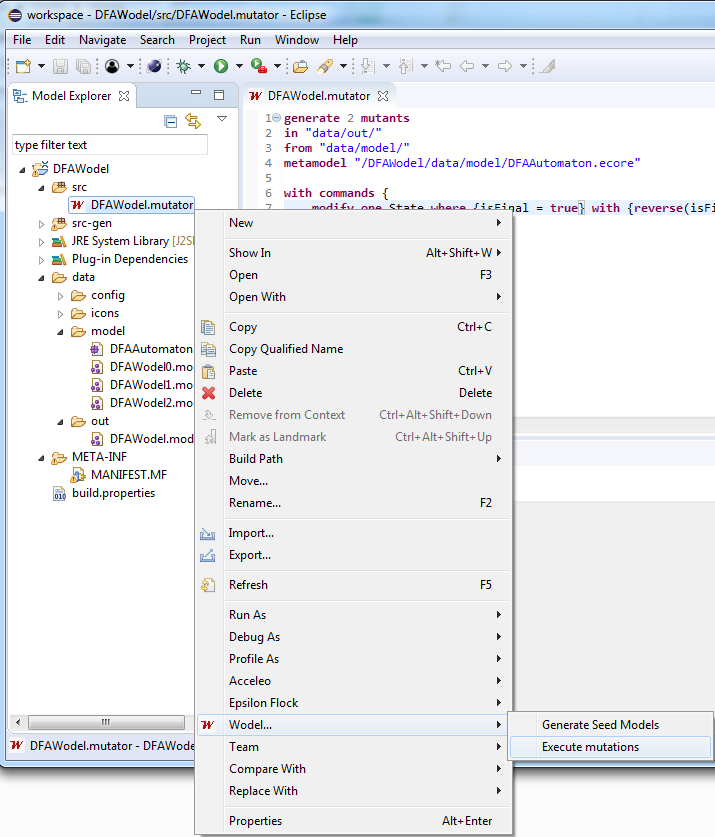 workspace - DFAWodel/src/DFAWodel.mutator - Eclipse
File Edit Navigate Search Project Run Window Help
Model Explorer
type filter text
DFAWodel
src
DFAWodel.mutator
src-gen
JRE System Library [J2S
Plug-in Dependencies
data
config
icons
model
DFAAutomaton
DFAWodel0.mo
DFAWodel1.mo
DFAWodel2.mo
out
DFAWodel.mod
META-INF
MANIFEST.MF
build.properties
DFAWodel.mutator
1 generate 2 mutants
2 in "data/out/"
3 from "data/model/"
4 metamodel "/DFAWodel/data/model/DFAAutomaton.ecore"
5
6 with commands {
7 modify one State where {isFinal = true} with {reverse(isFi
New
Show In Alt+Shift+W
Open F3
Open With
Copy Ctrl+C
Copy Qualified Name
Paste Ctrl+V
Delete Delete
Remove from Context Ctrl+Alt+Shift+Down
Mark as Landmark Ctrl+Alt+Shift+Up
Build Path
Move...
Rename... F2
Import...
Export...
Refresh F5
Run As
Debug As
Profile As
Acceleo
Epsilon Flock
Wodel...
Team
Compare With
Replace With
Properties Alt+Enter
Generate Seed Models
Execute mutations
DFAWodel.mutator - DFAWode